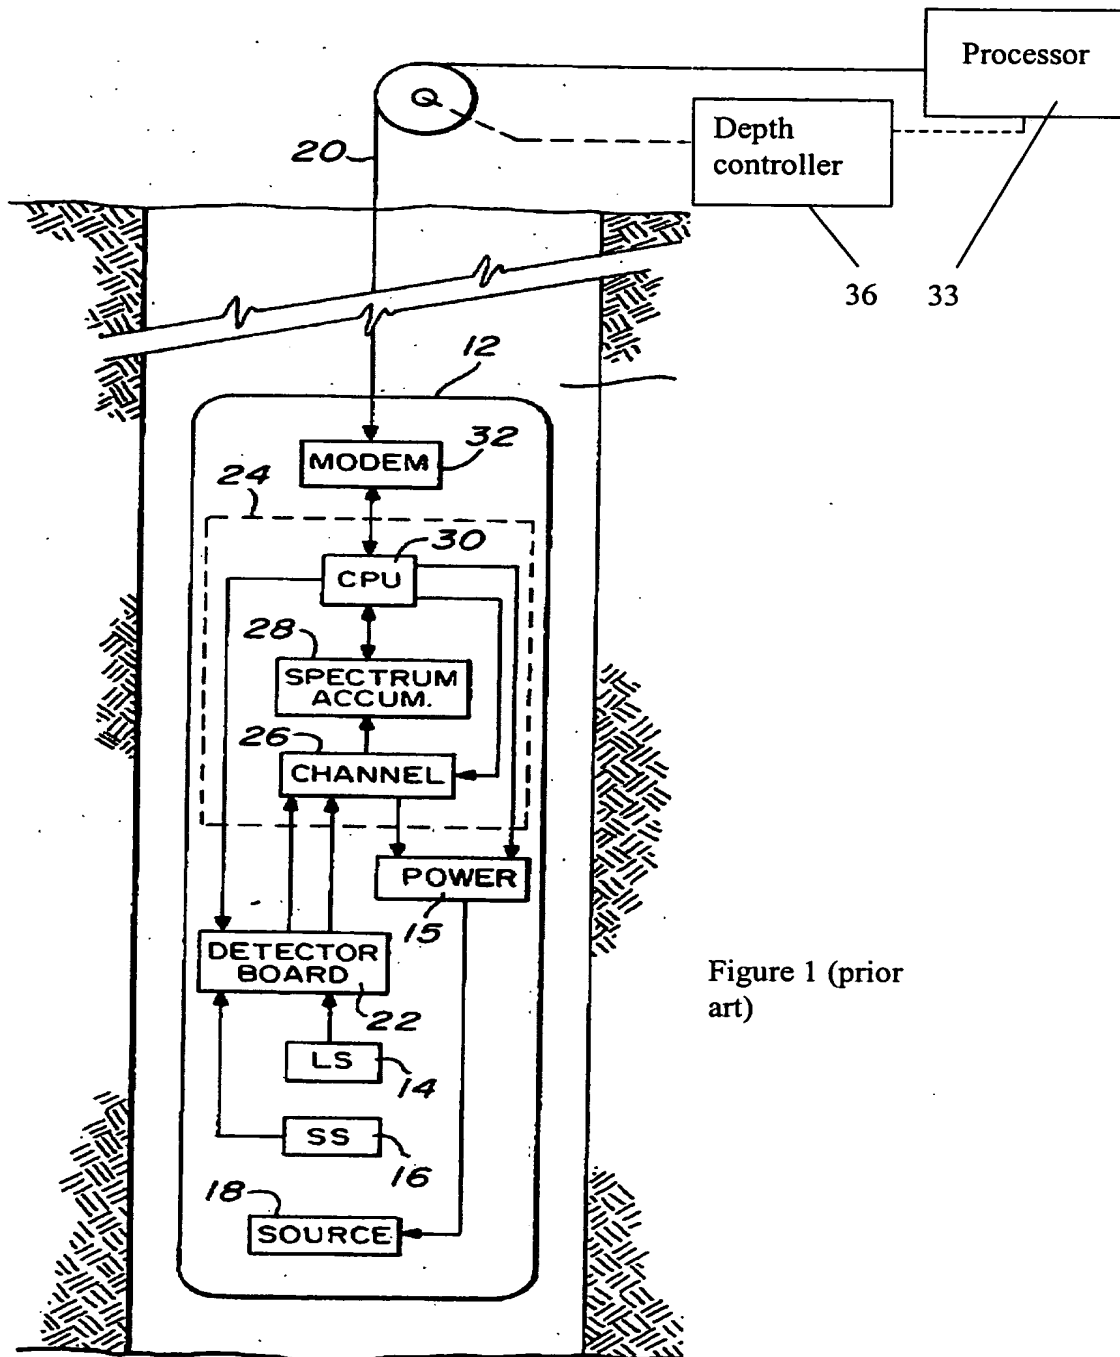 Processor
Depth
controller
20
36 33
12
MODEM
32
24
CPU
30
28
SPECTRUM
ACCUM.
26
CHANNEL
POWER
15
DETECTOR
BOARD
22
Figure 1 (prior
art)
LS
14
SS
16
18
SOURCE